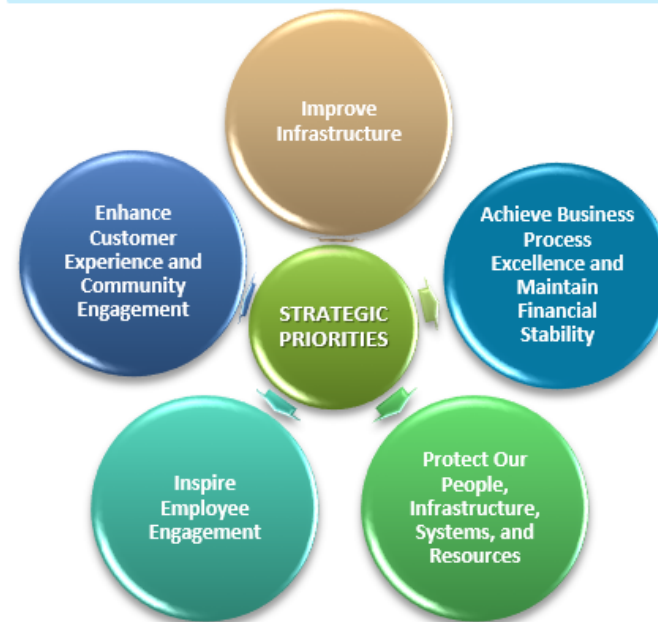 Improve
Infrastructure
Enhance
Customer
Experience and
Community
Engagement
Achieve Business
Process
Excellence and
Maintain
Financial
Stability
STRATEGIC
PRIORITIES
Inspire
Employee
Engagement
Protect Our
People,
Infrastructure,
Systems, and
Resources